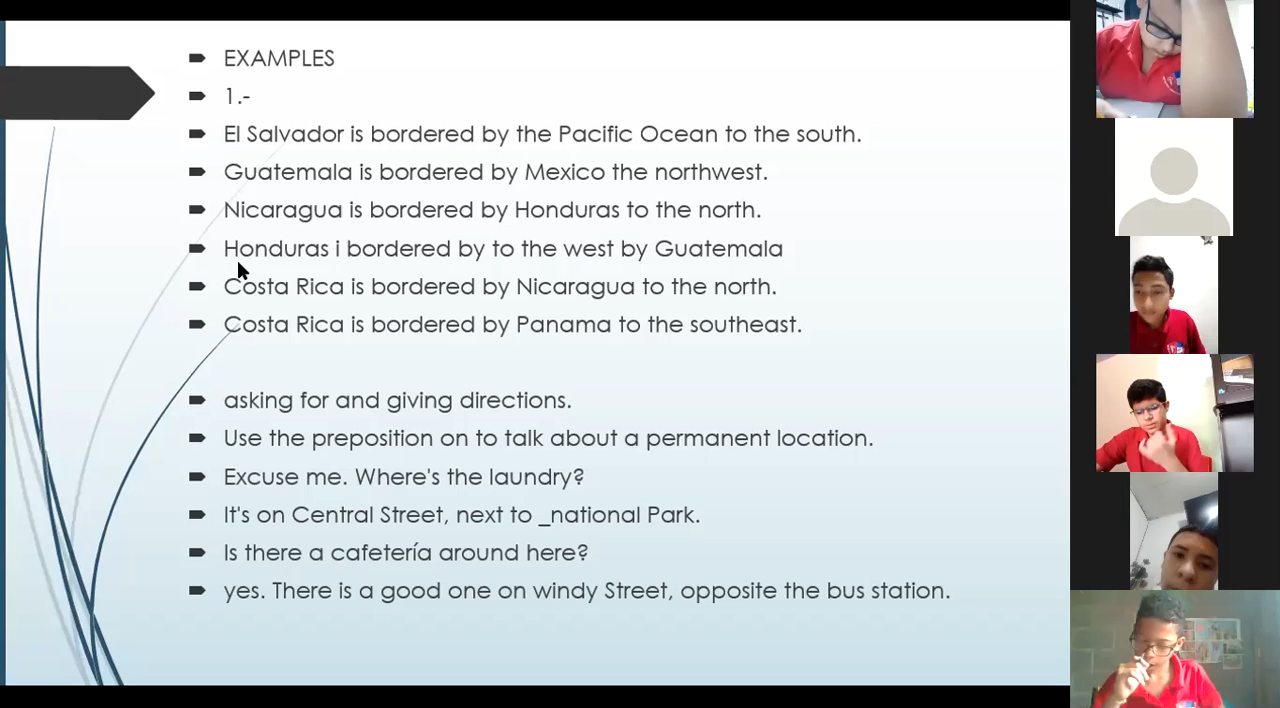 EXAMPLES
1.-
El Salvador is bordered by the Pacific Ocean to the south.
Guatemala is bordered by Mexico the northwest.
Nicaragua is bordered by Honduras to the north.
Honduras i bordered by to the west by Guatemala
Costa Rica is bordered by Nicaragua to the north.
Costa Rica is bordered by Panama to the southeast.
asking for and giving directions.
Use the preposition on to talk about a permanent location.
Excuse me. Where's the laundry?
It's on Central Street, next to _national Park.
Is there a cafetería around here?
yes. There is a good one on windy Street, opposite the bus station.